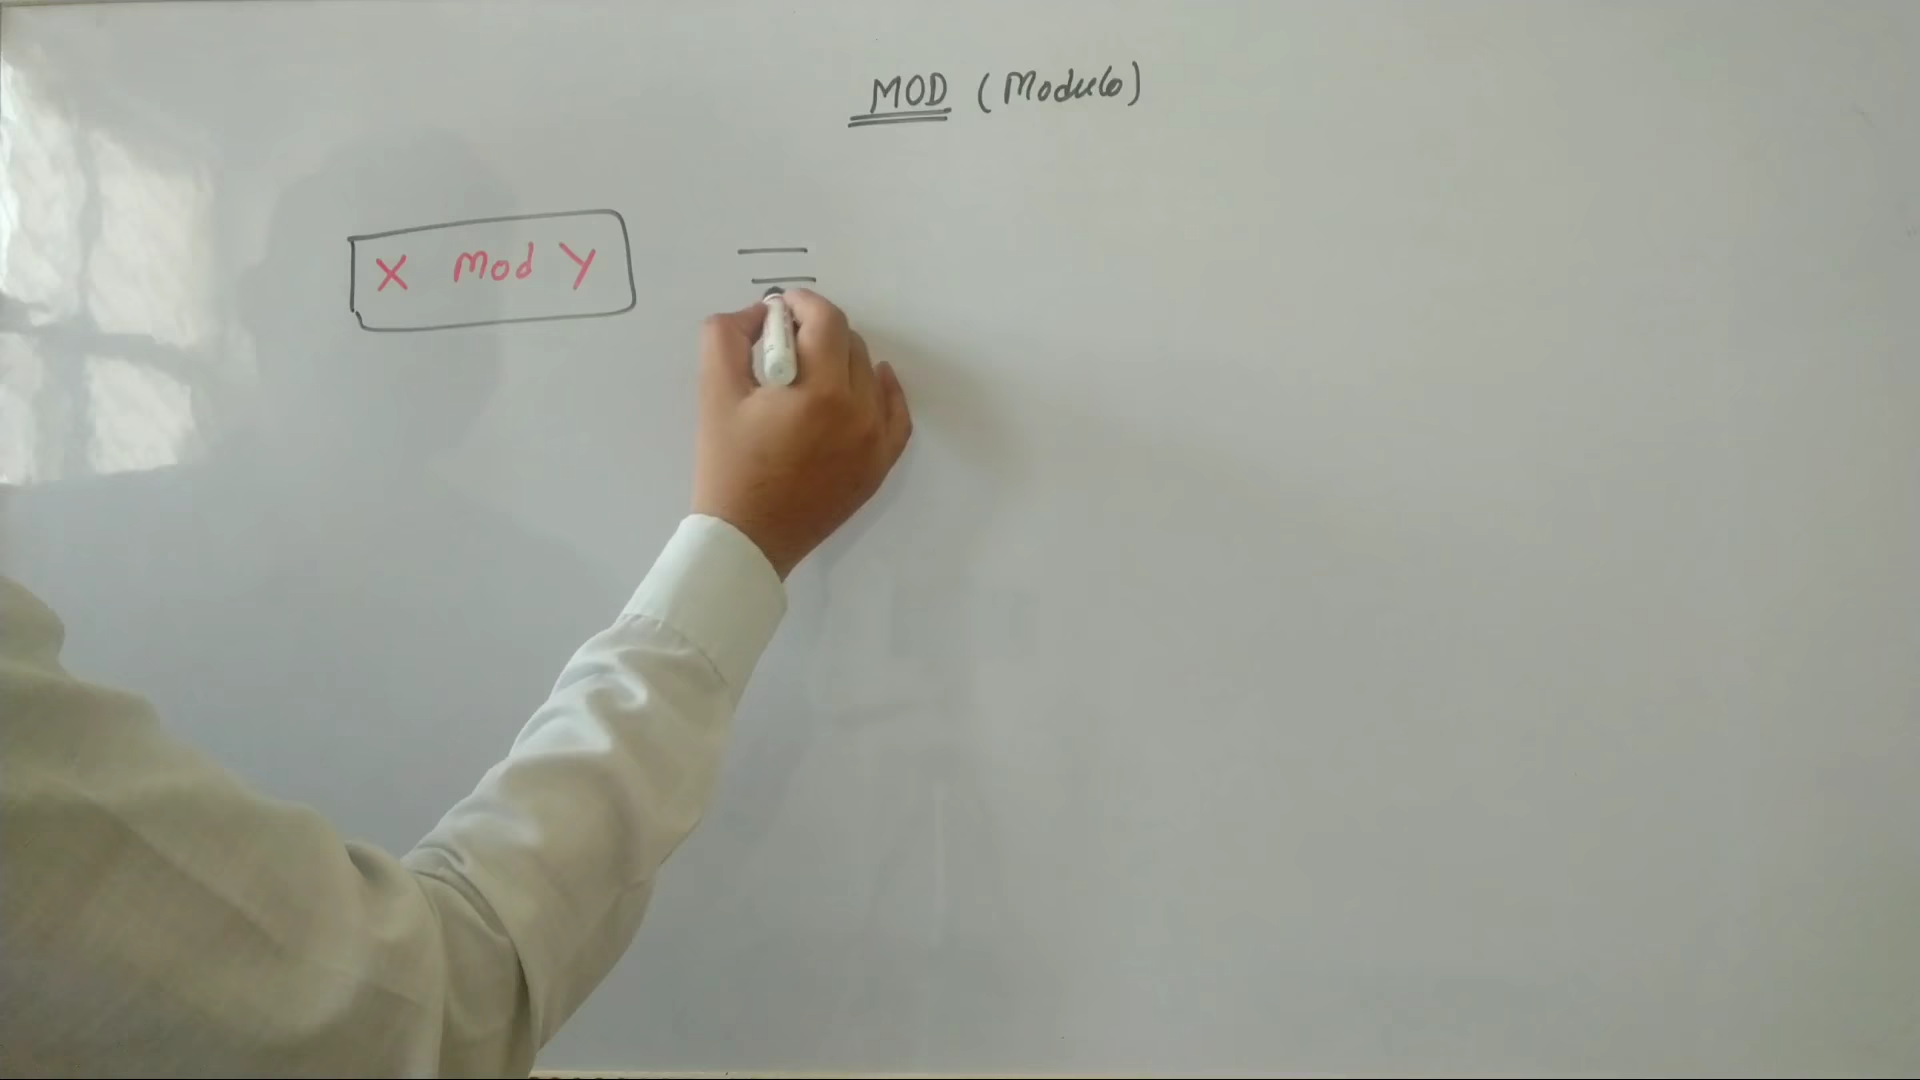 MOD (Modulo)
X Mod Y =